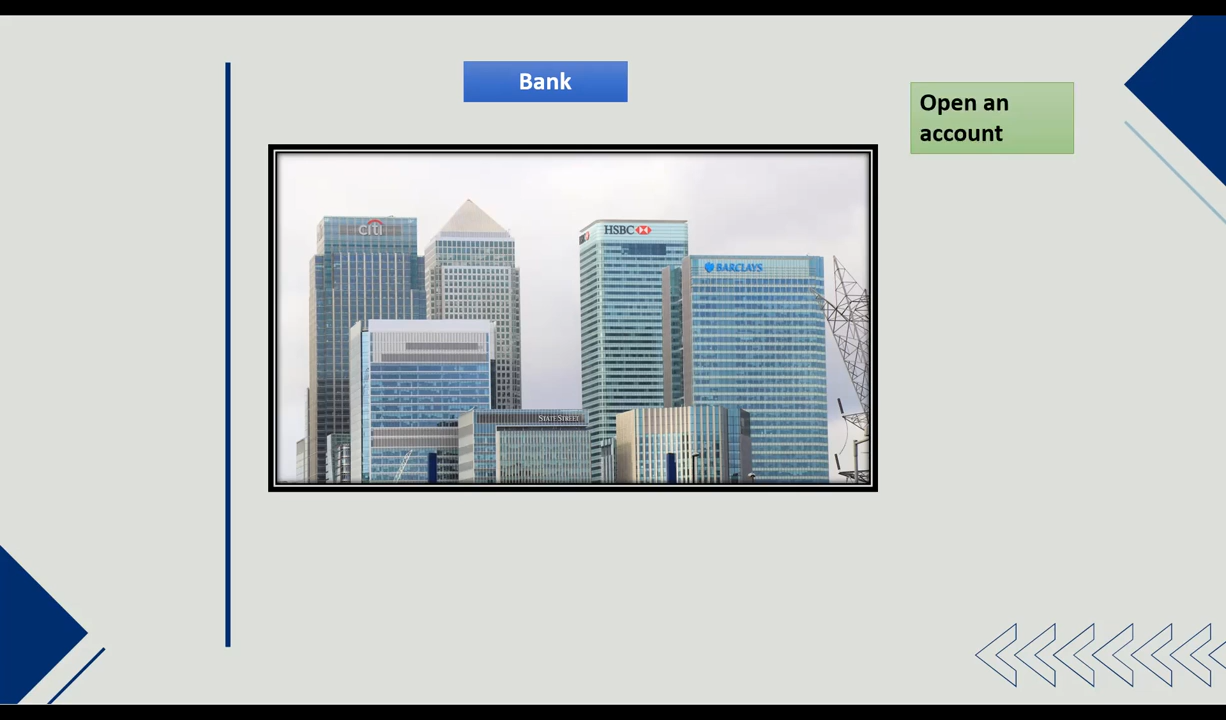 Bank
Open an
account
citi
HSBC
BARCLAYS
STATE STREET